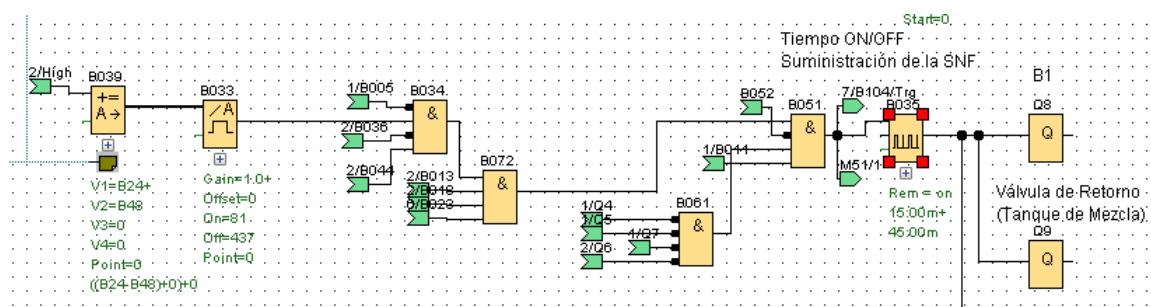 Start=0
Tiempo ON/OFF
Suministración de la SNF
2/High
B039
+=
A→
V1=B24+
V2=B48
V3=0
V4=0
Point=0
((B24-B48)+0)+0
B033
/A
Gain=1.0+
Offset=0
On=81
Off=437
Point=0
1/B005
B034
&
2/B036
2/B044
2/B013
B072
&
1/Q4
1/Q5
1/Q7
2/Q6
B061
&
B052
B051
&
7/B104/Trg
M51/1
B035
Rem = on
15:00m+
45:00m
B1
Q8
Q
Válvula de Retorno
(Tanque de Mezcla)
Q9
Q